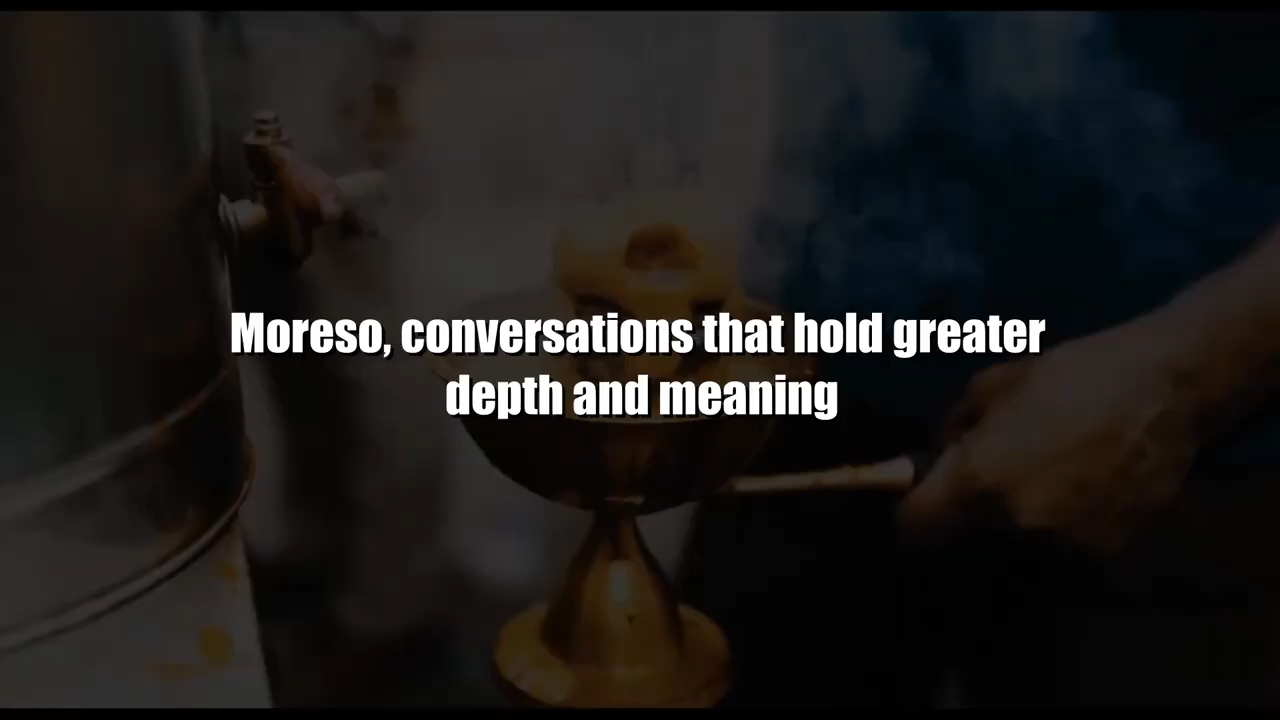 Moreso, conversations that hold greater
depth and meaning